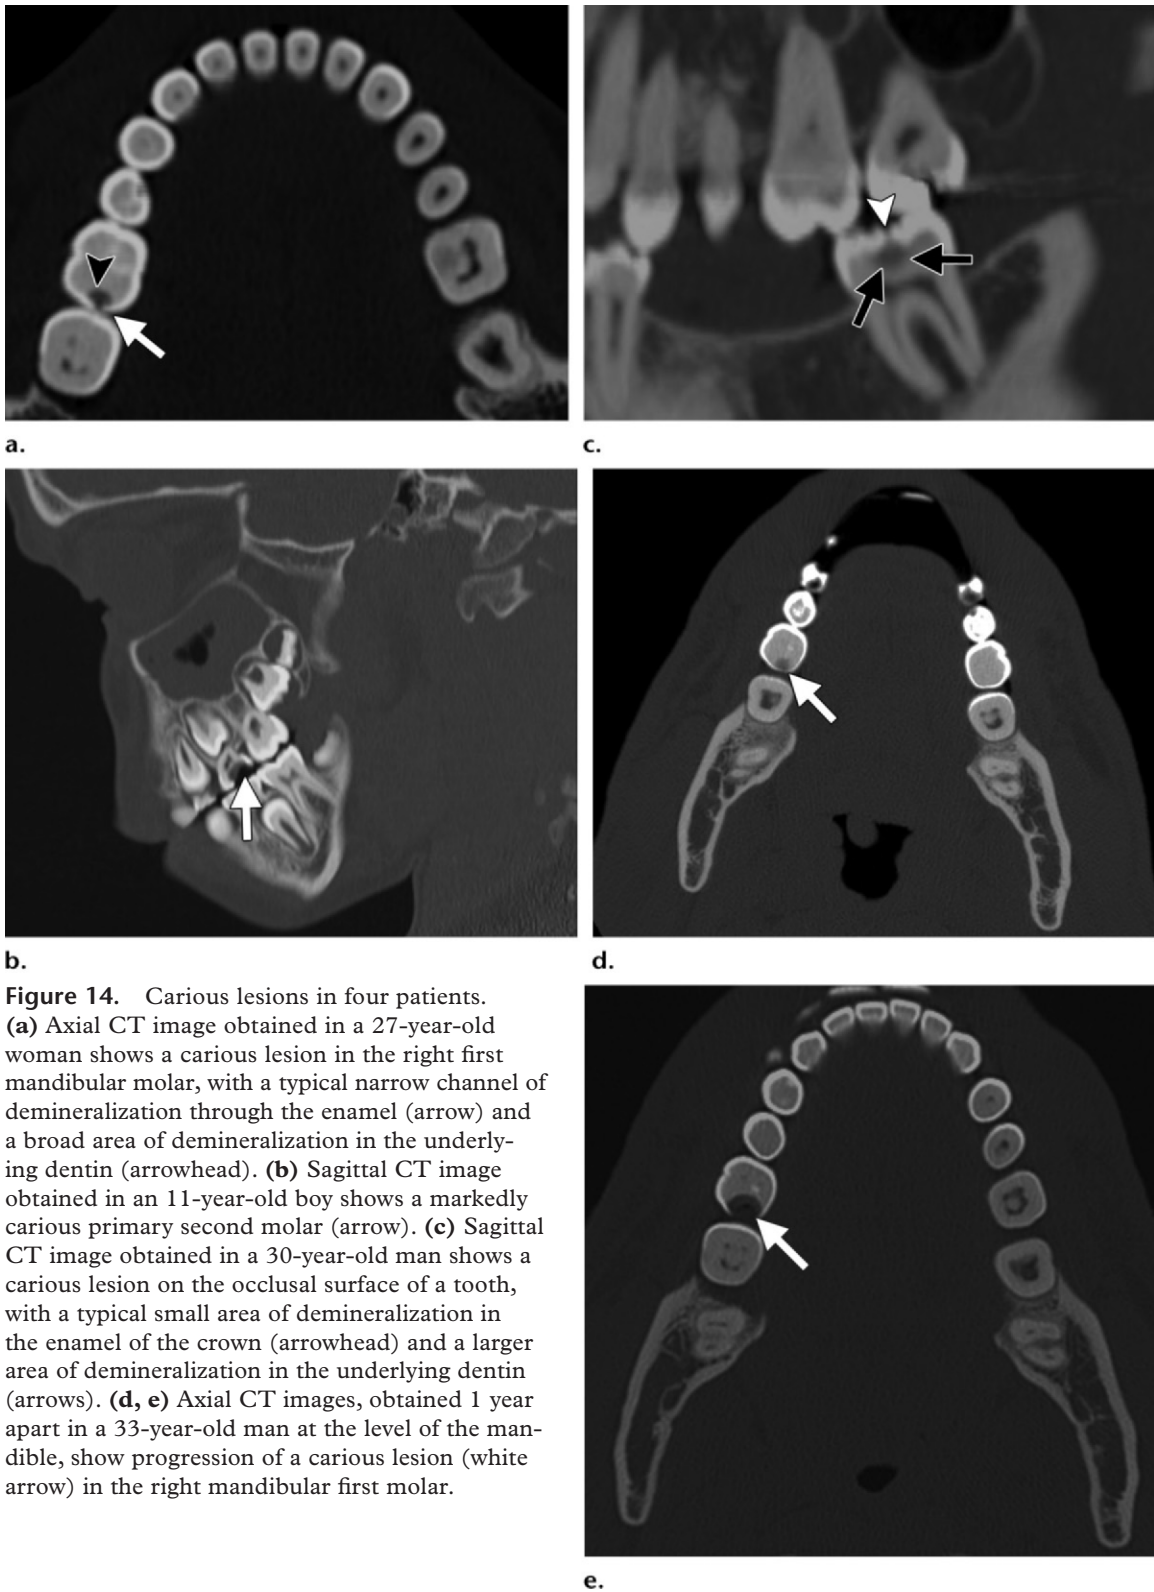 a.
c.
b.
d.
Figure 14. Carious lesions in four patients.
(a) Axial CT image obtained in a 27-year-old
woman shows a carious lesion in the right first
mandibular molar, with a typical narrow channel of
demineralization through the enamel (arrow) and
a broad area of demineralization in the underly-
ing dentin (arrowhead). (b) Sagittal CT image
obtained in an 11-year-old boy shows a markedly
carious primary second molar (arrow). (c) Sagittal
CT image obtained in a 30-year-old man shows a
carious lesion on the occlusal surface of a tooth,
with a typical small area of demineralization in
the enamel of the crown (arrowhead) and a larger
area of demineralization in the underlying dentin
(arrows). (d, e) Axial CT images, obtained 1 year
apart in a 33-year-old man at the level of the man-
dible, show progression of a carious lesion (white
arrow) in the right mandibular first molar.
e.